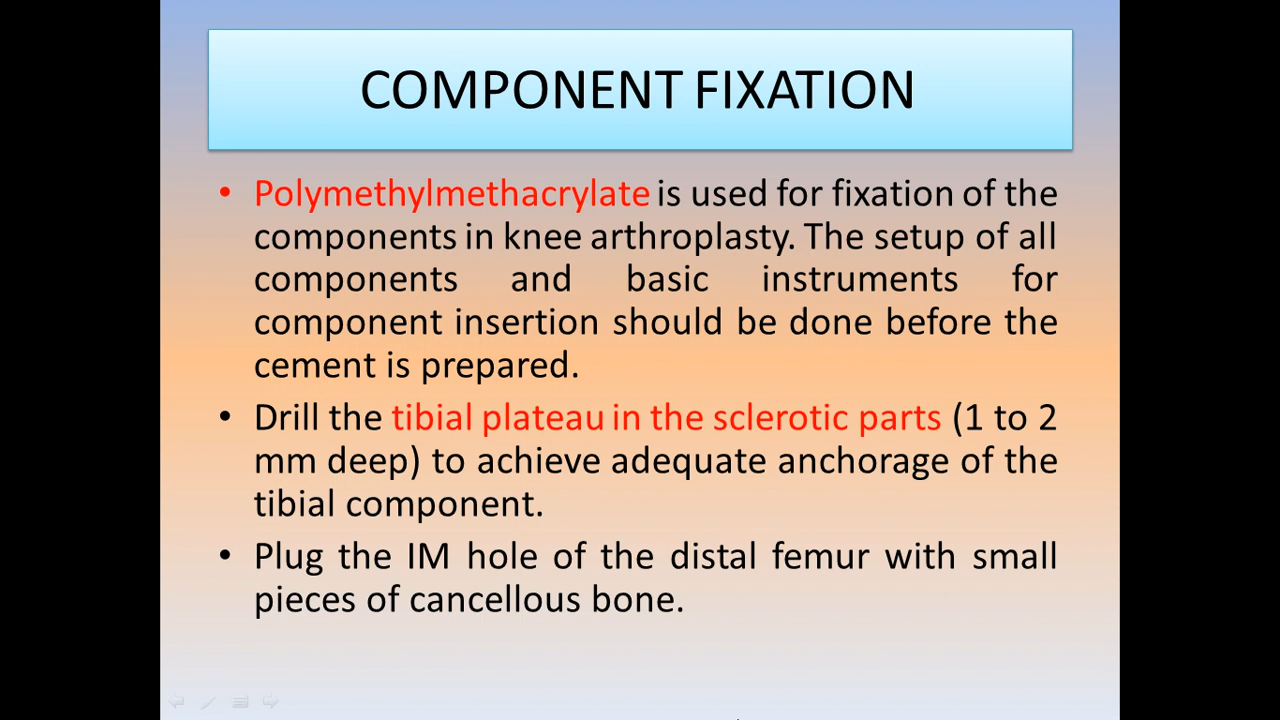 COMPONENT FIXATION
• Polymethylmethacrylate is used for fixation of the
components in knee arthroplasty. The setup of all
components and basic instruments for
component insertion should be done before the
cement is prepared.
• Drill the tibial plateau in the sclerotic parts (1 to 2
mm deep) to achieve adequate anchorage of the
tibial component.
• Plug the IM hole of the distal femur with small
pieces of cancellous bone.